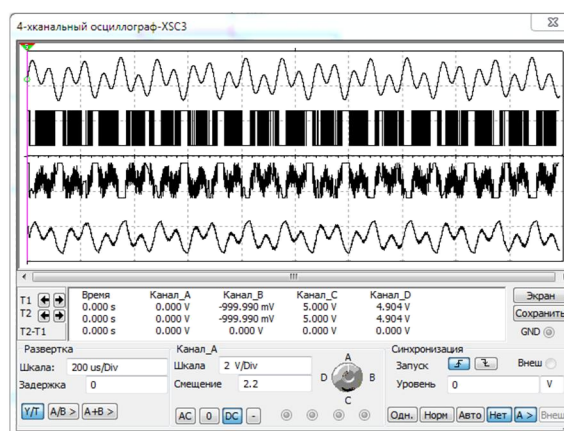 4-хканальный осциллограф-XSC3
Время Канал_A Канал_B Канал_C Канал_D
T1 0.000 s 0.000 V -999.990 mV 5.000 V 4.904 V
T2 0.000 s 0.000 V -999.990 mV 5.000 V 4.904 V
T2-T1 0.000 s 0.000 V 0.000 V 0.000 V 0.000 V
Экран
Сохранить
GND
Развертка
Шкала: 200 us/Div
Задержка 0
Y/T A/B > A+B >
Канал_A
Шкала 2 V/Div
Смещение 2.2
AC 0 DC -
A
D B
C
Синхронизация
Запуск Внеш
Уровень 0 V
Одн. Норм Авто Нет A > Внеш